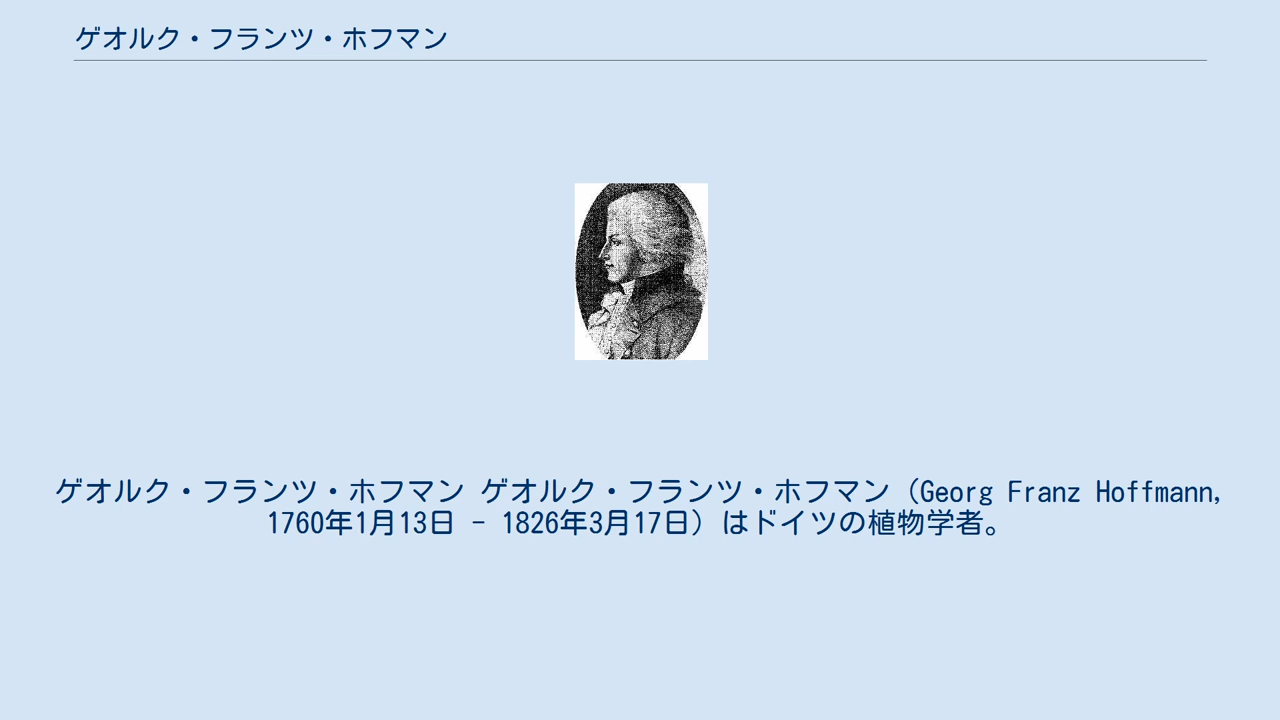 ゲオルク・フランツ・ホフマン
ゲオルク・フランツ・ホフマン ゲオルク・フランツ・ホフマン（Georg Franz Hoffmann,
1760年1月13日 - 1826年3月17日）はドイツの植物学者。